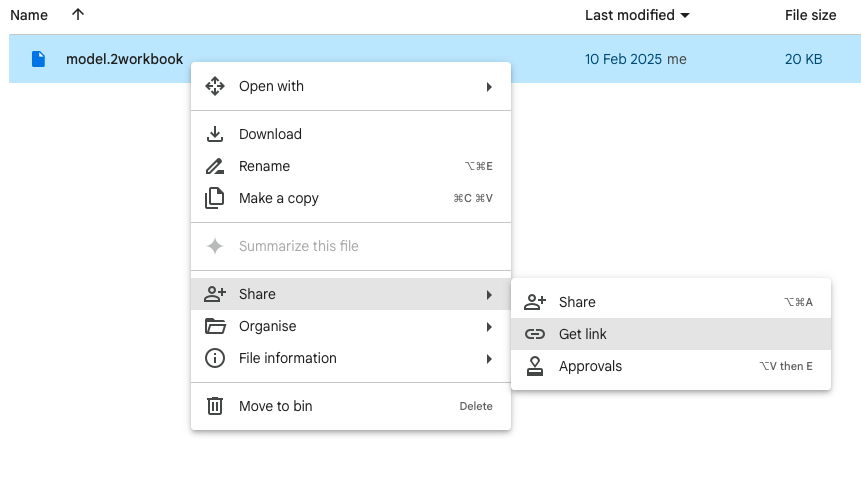 Name Last modified File size
model.2workbook 10 Feb 2025 me 20 KB
Open with
Download
Rename ⌥⌘E
Make a copy ⌘C ⌘V
Summarize this file
Share
Organise
File information
Move to bin Delete
Share ⌥⌘A
Get link
Approvals ⌥V then E